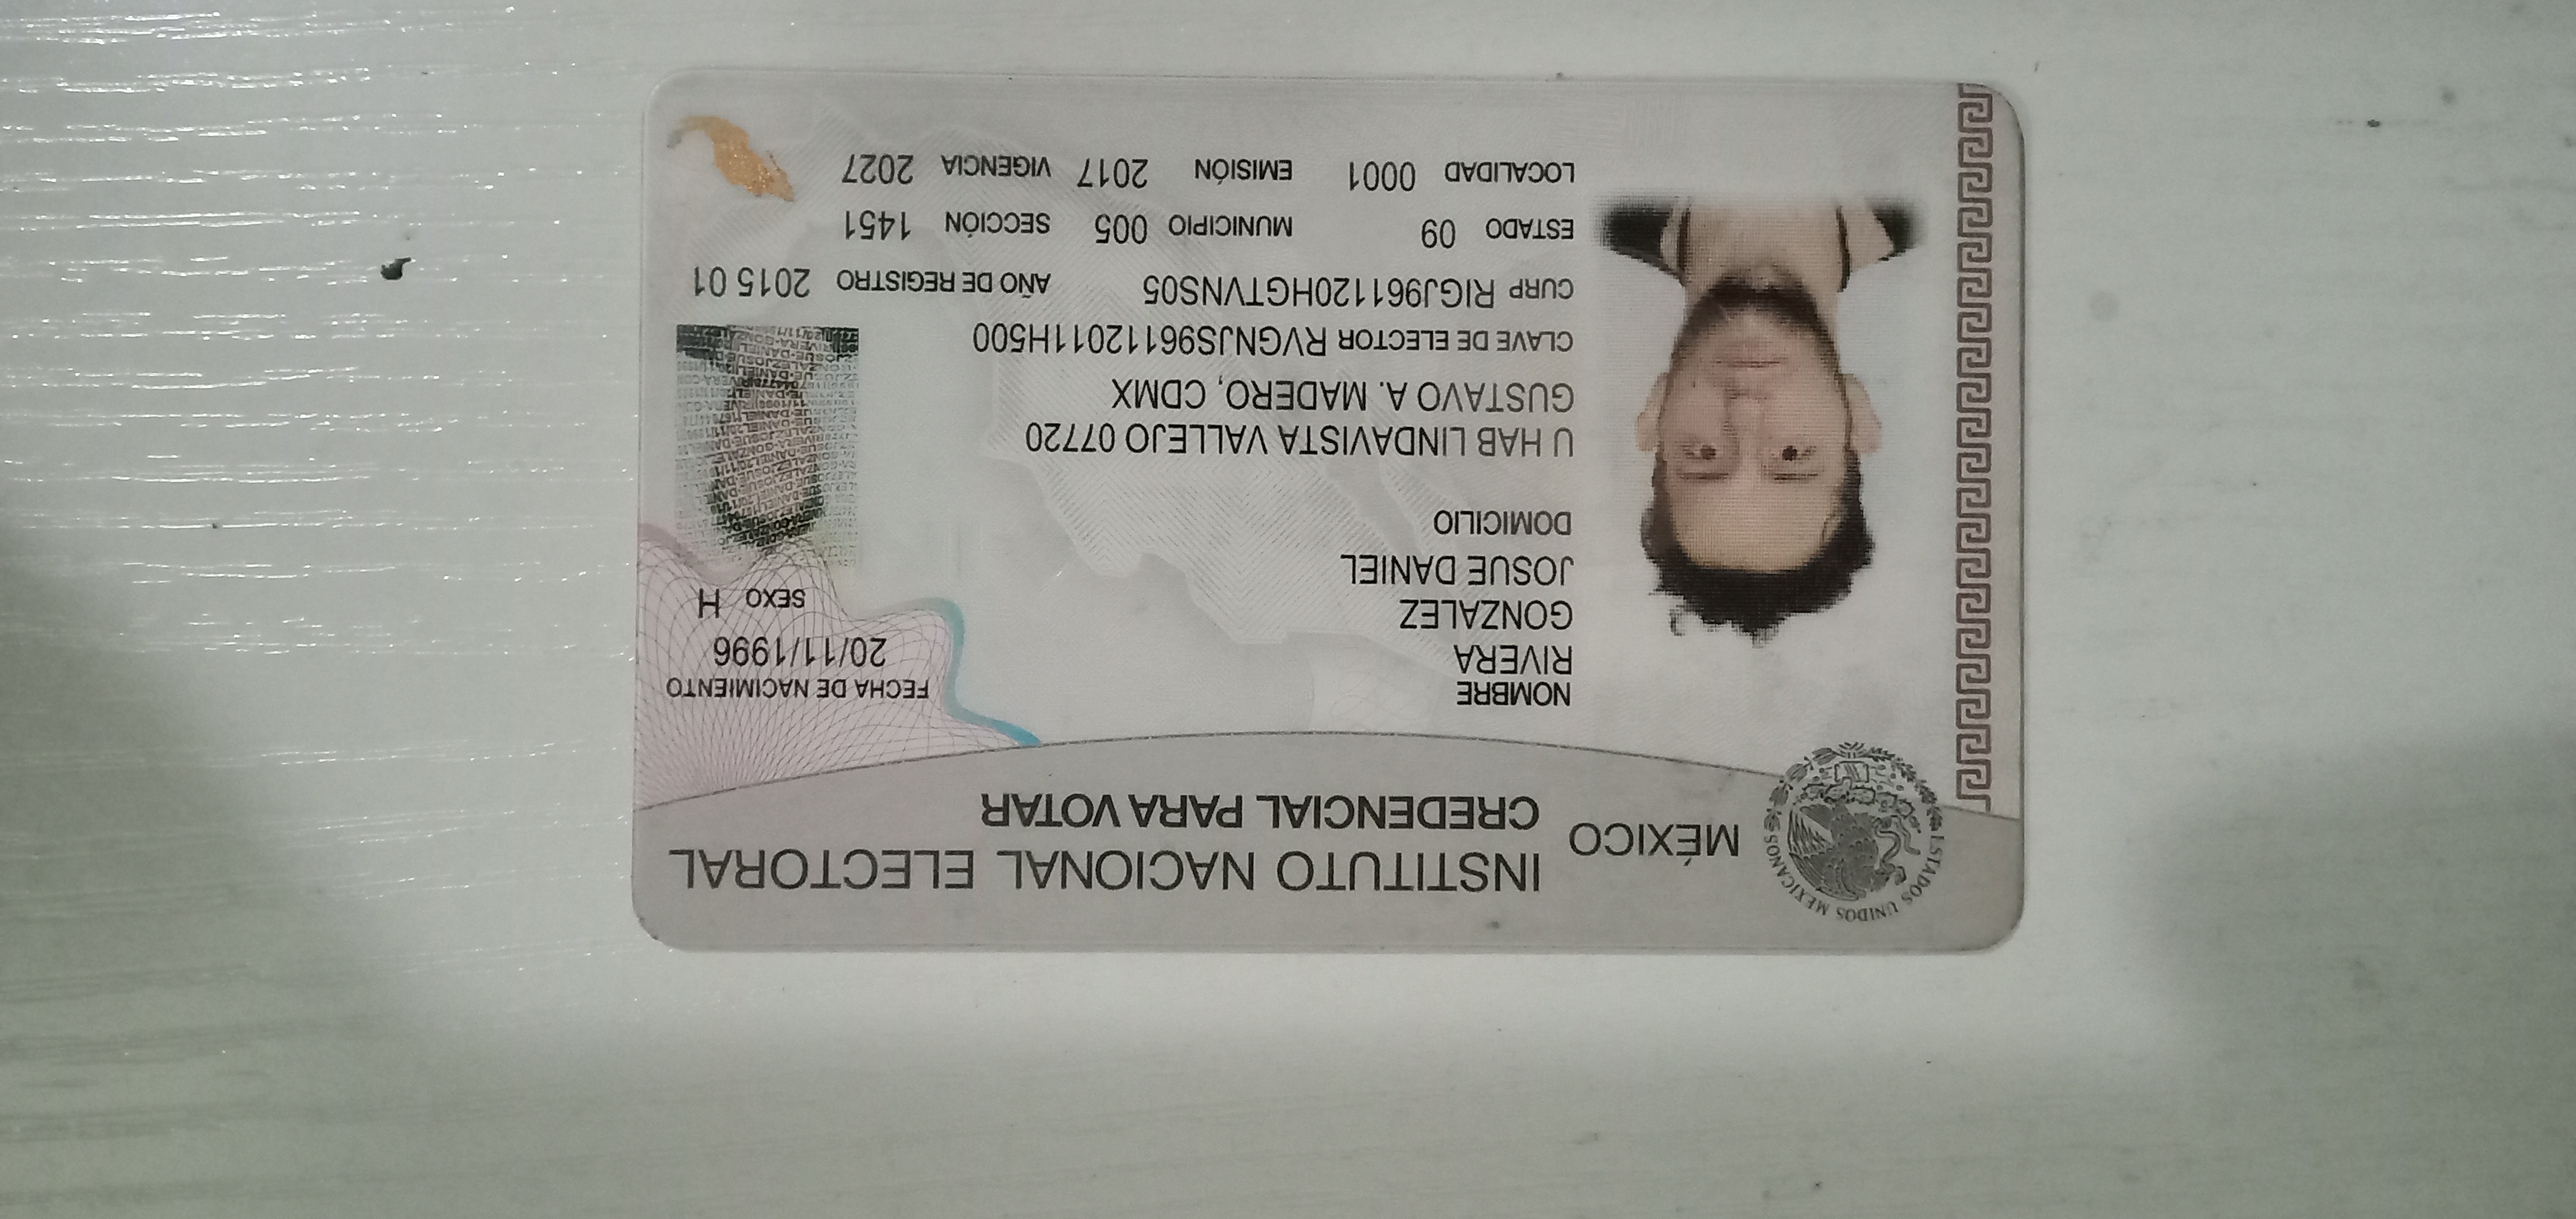 MÉXICO
INSTITUTO NACIONAL ELECTORAL
CREDENCIAL PARA VOTAR
ESTADOS UNIDOS MEXICANOS
NOMBRE
RIVERA
GONZALEZ
JOSUE DANIEL
FECHA DE NACIMIENTO
20/11/1996
SEXO H
DOMICILIO
U HAB LINDAVISTA VALLEJO 07720
GUSTAVO A. MADERO, CDMX
CLAVE DE ELECTOR RVGNJS96112011H500
CURP RIGJ961120HGTVNS05
AÑO DE REGISTRO 2015 01
ESTADO 09
MUNICIPIO 005
SECCIÓN 1451
LOCALIDAD 0001
EMISIÓN 2017
VIGENCIA 2027